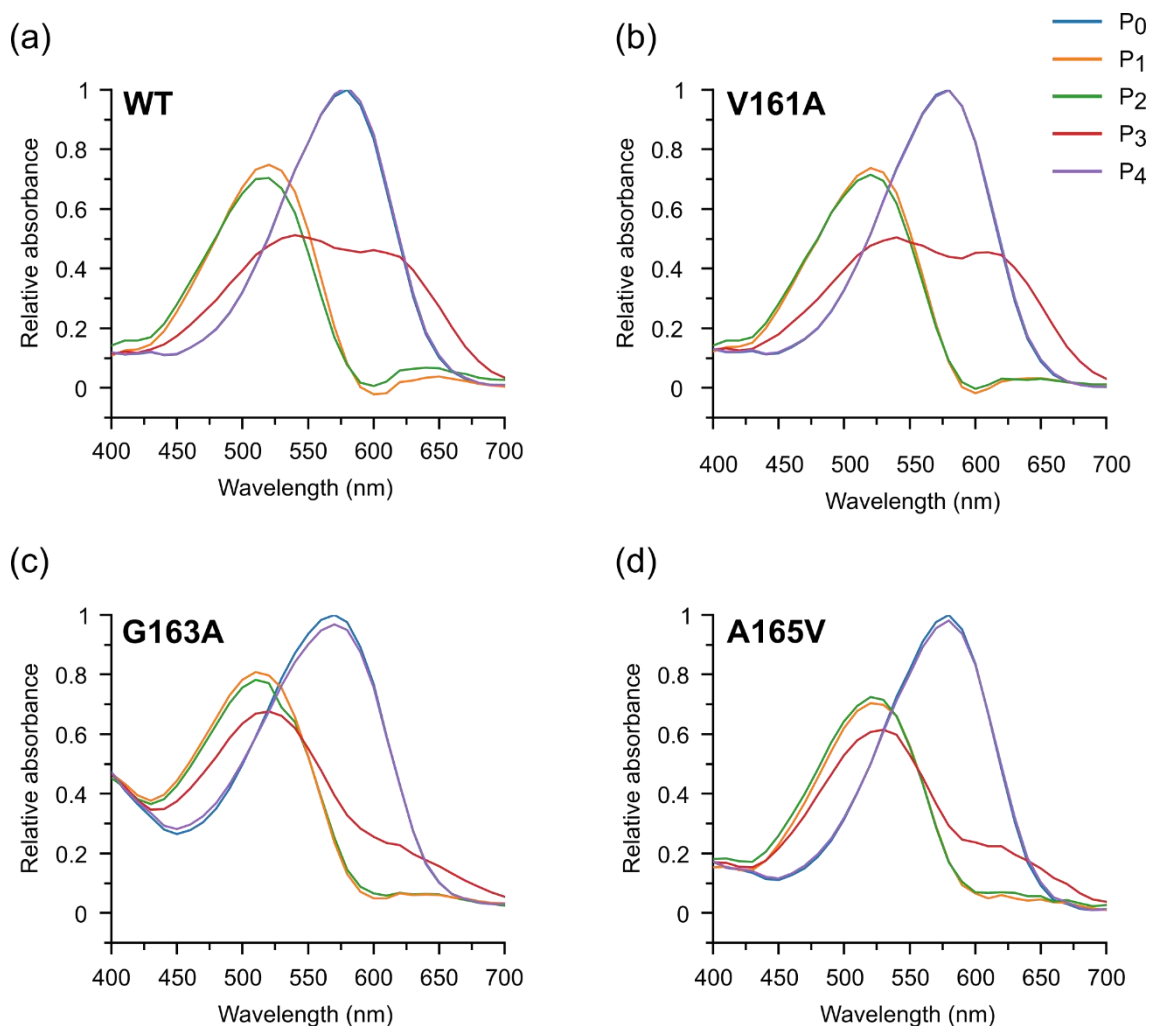 (a)
WT
Relative absorbance
1
0.8
0.6
0.4
0.2
0
400 450 500 550 600 650 700
Wavelength (nm)
(b)
V161A
Relative absorbance
1
0.8
0.6
0.4
0.2
0
400 450 500 550 600 650 700
Wavelength (nm)
P0
P1
P2
P3
P4
(c)
G163A
Relative absorbance
1
0.8
0.6
0.4
0.2
0
400 450 500 550 600 650 700
Wavelength (nm)
(d)
A165V
Relative absorbance
1
0.8
0.6
0.4
0.2
0
400 450 500 550 600 650 700
Wavelength (nm)